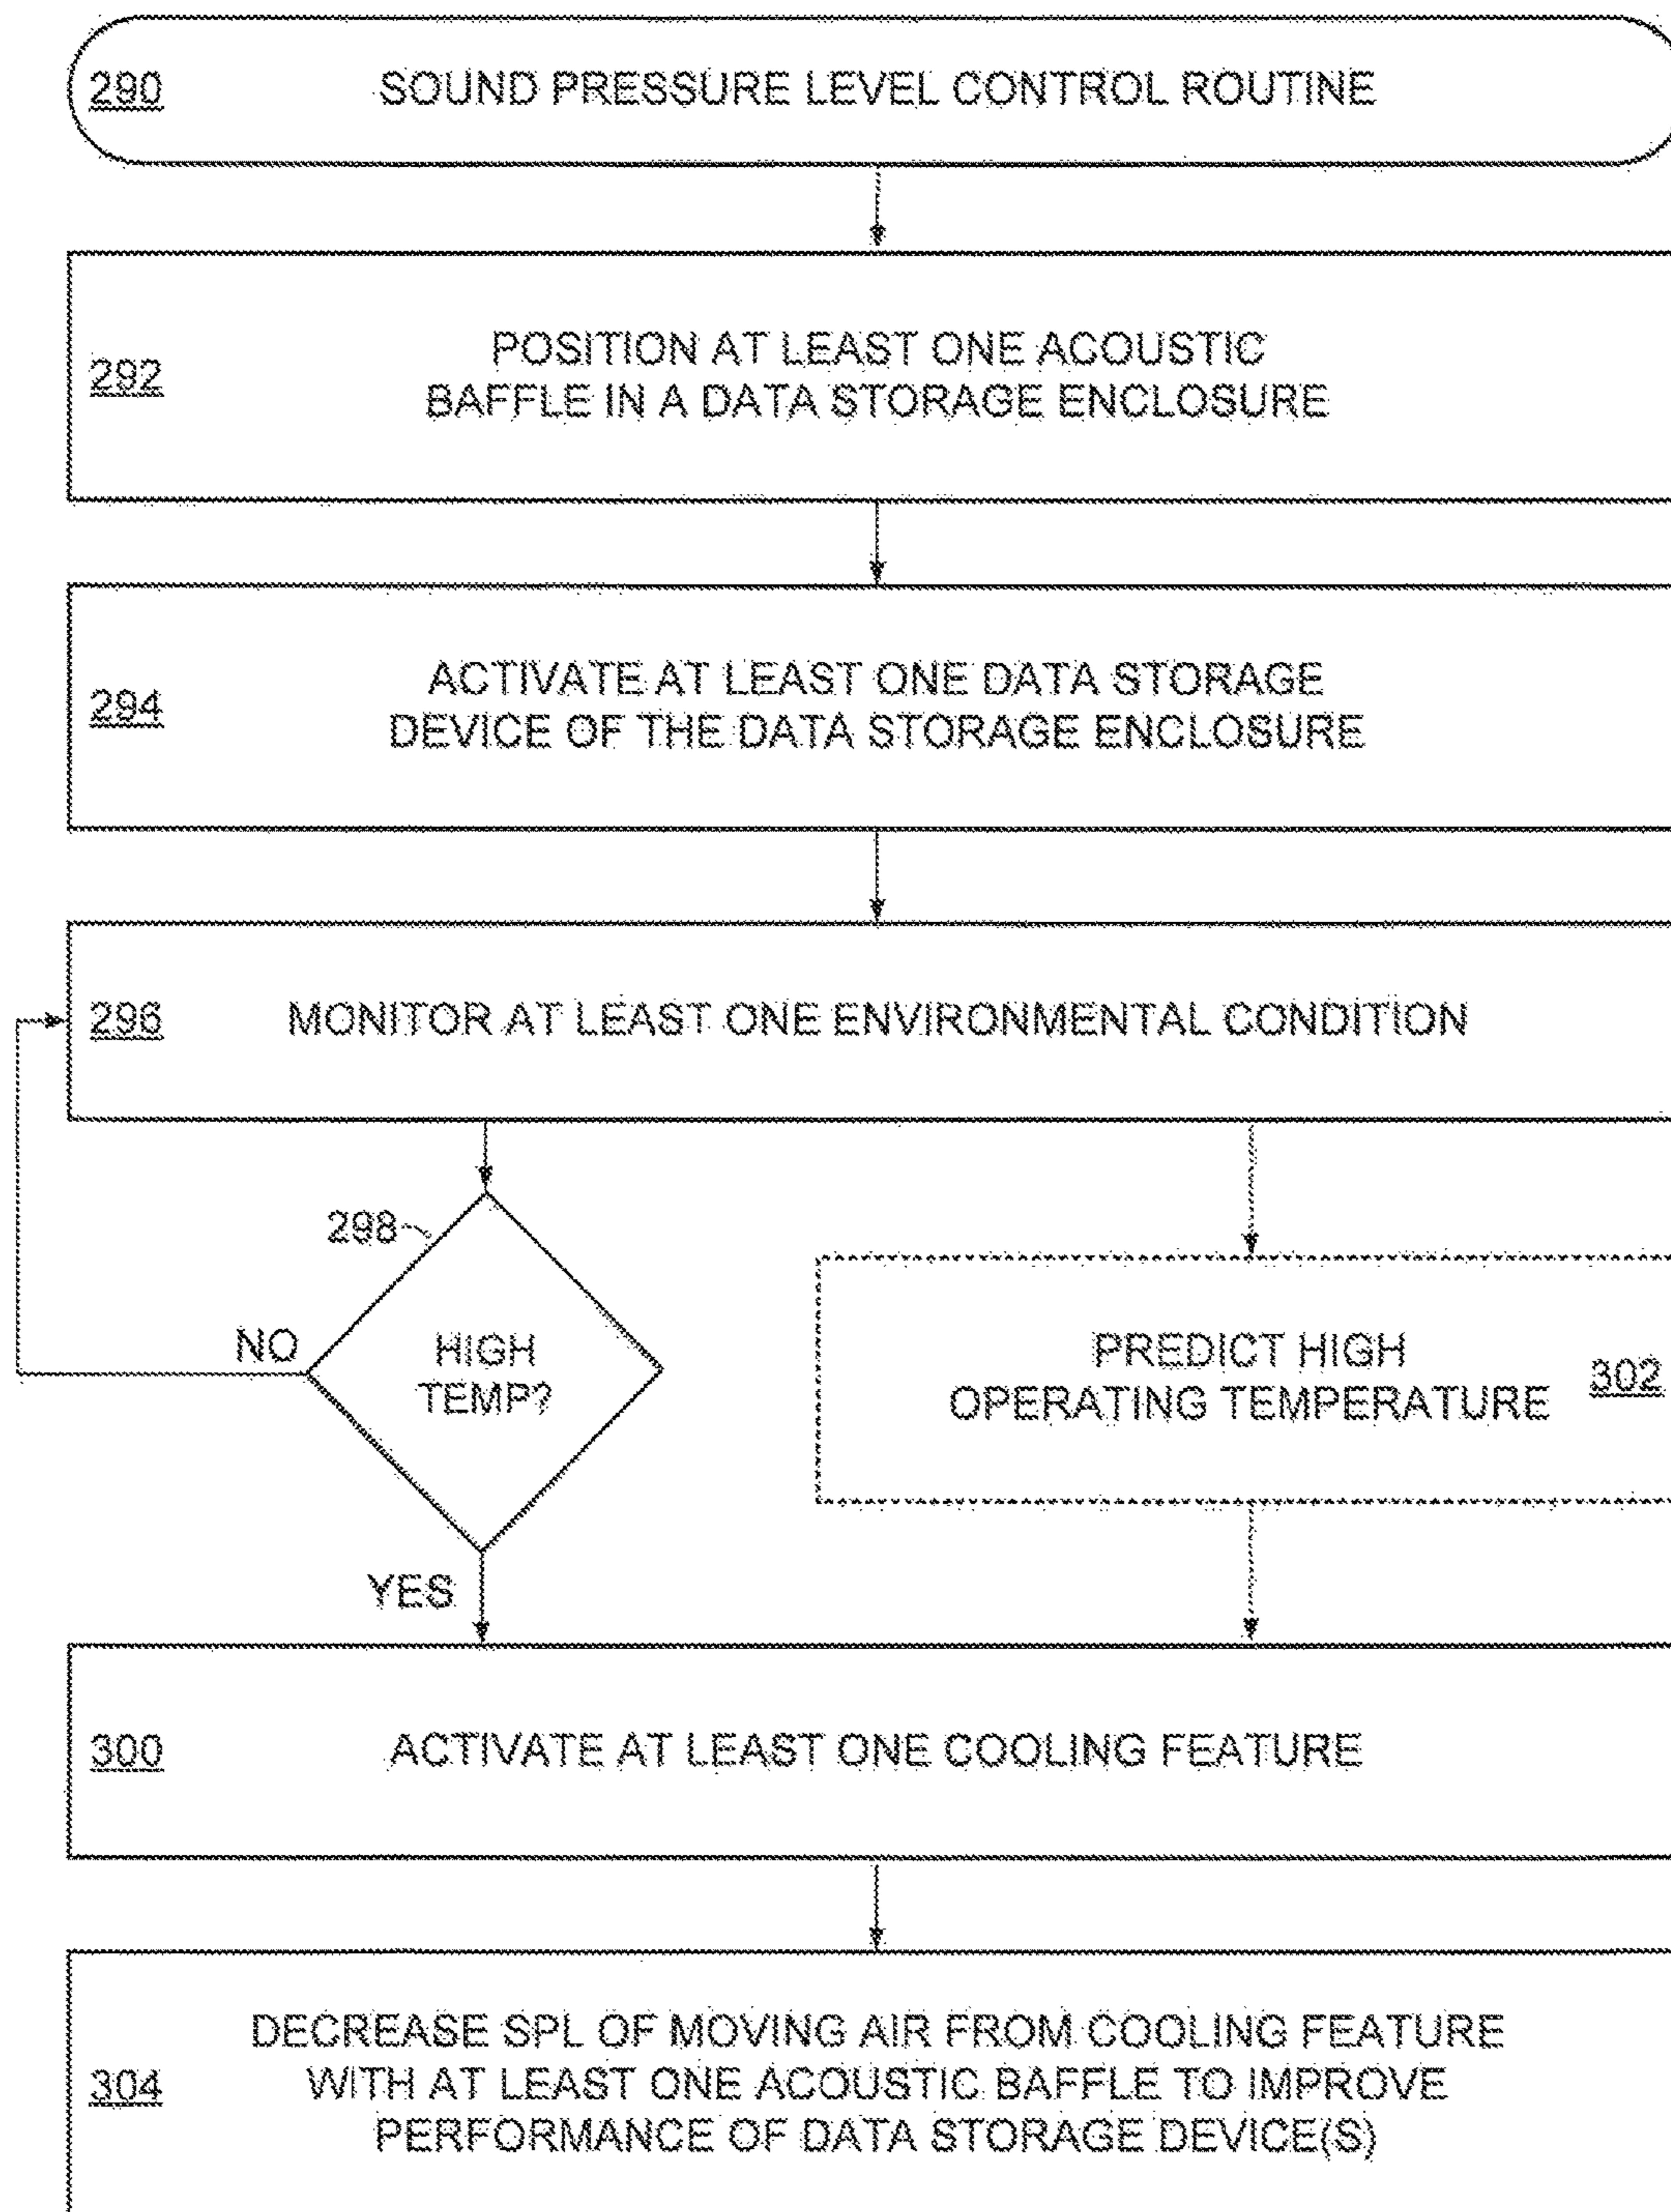 290 SOUND PRESSURE LEVEL CONTROL ROUTINE
292 POSITION AT LEAST ONE ACOUSTIC
BAFFLE IN A DATA STORAGE ENCLOSURE
294 ACTIVATE AT LEAST ONE DATA STORAGE
DEVICE OF THE DATA STORAGE ENCLOSURE
296 MONITOR AT LEAST ONE ENVIRONMENTAL CONDITION
298
NO
HIGH
TEMP?
YES
PREDICT HIGH
OPERATING TEMPERATURE 302
300 ACTIVATE AT LEAST ONE COOLING FEATURE
304 DECREASE SPL OF MOVING AIR FROM COOLING FEATURE
WITH AT LEAST ONE ACOUSTIC BAFFLE TO IMPROVE
PERFORMANCE OF DATA STORAGE DEVICE(S)